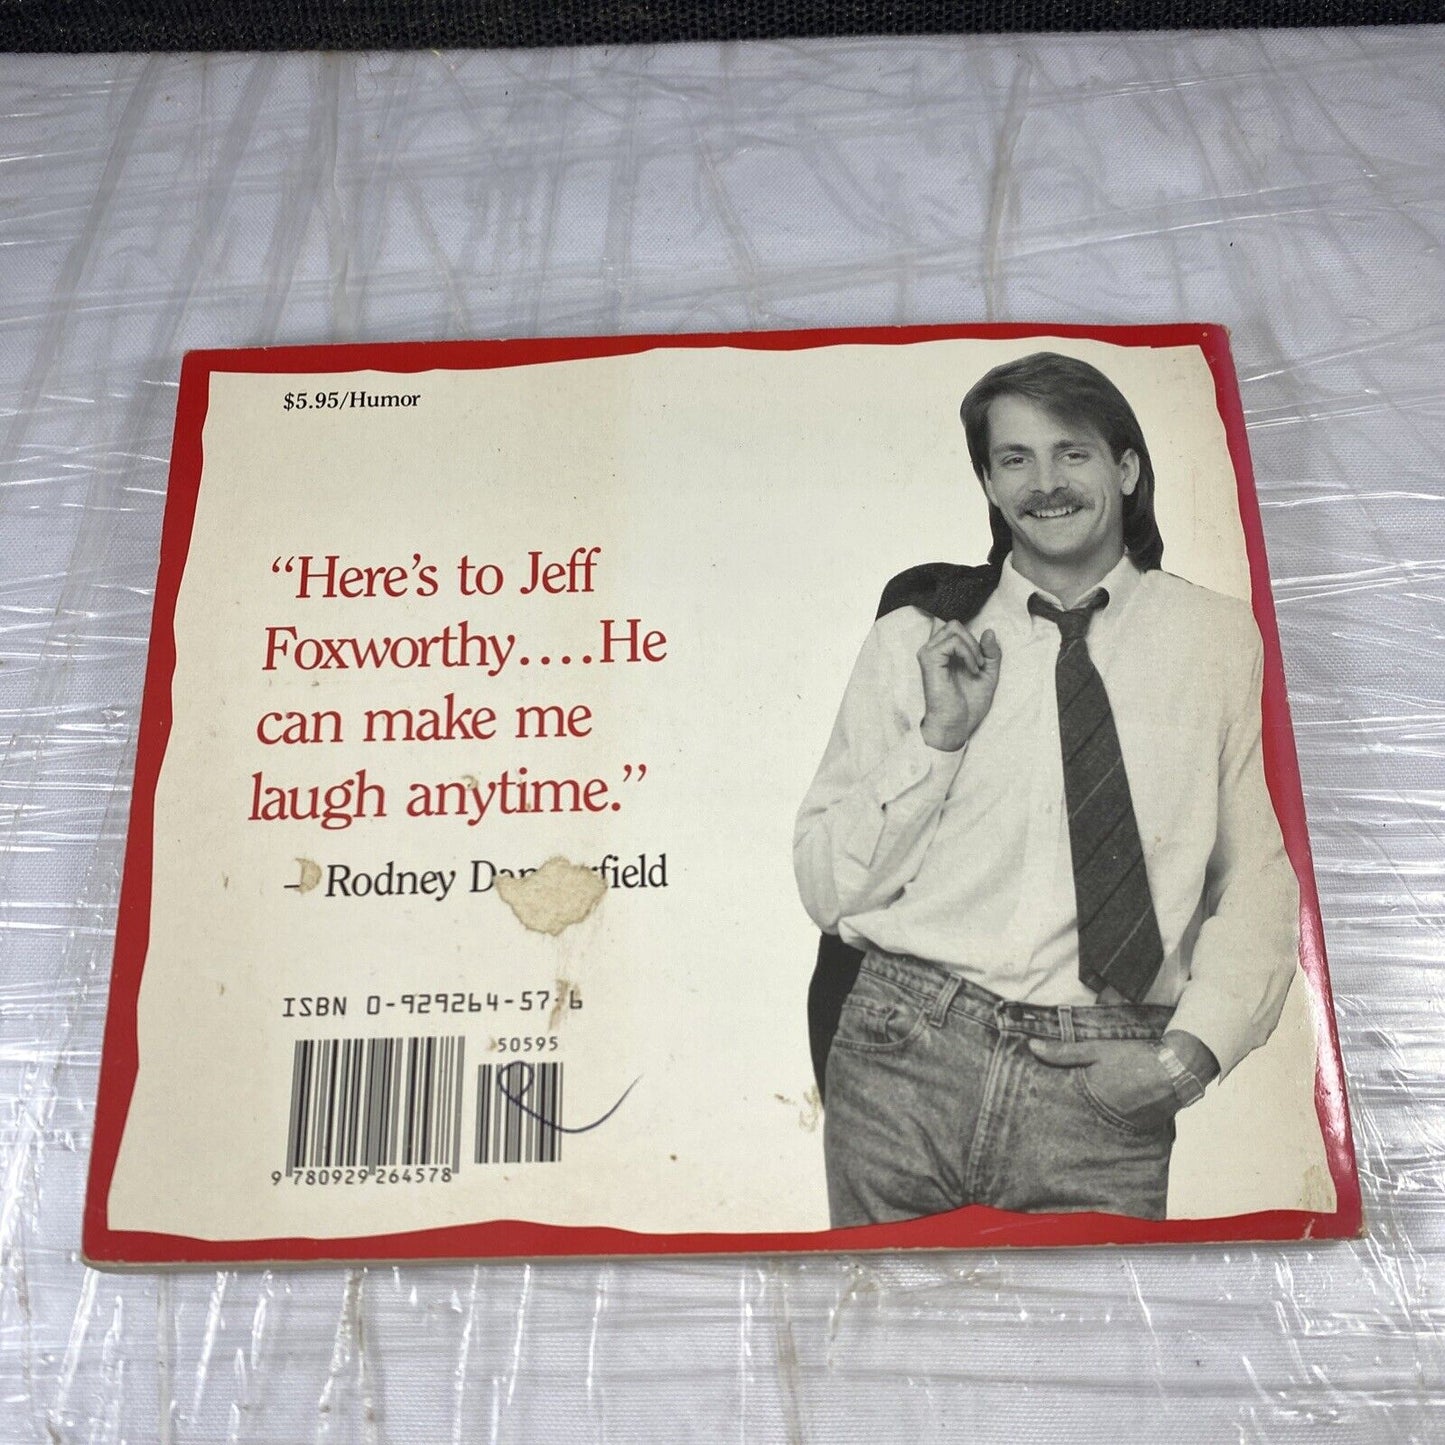 $5.95/Humor
“Here’s to Jeff
Foxworthy....He
can make me
laugh anytime.”
– Rodney
ISBN 0-929264-57-6
50595
9 780929 264578